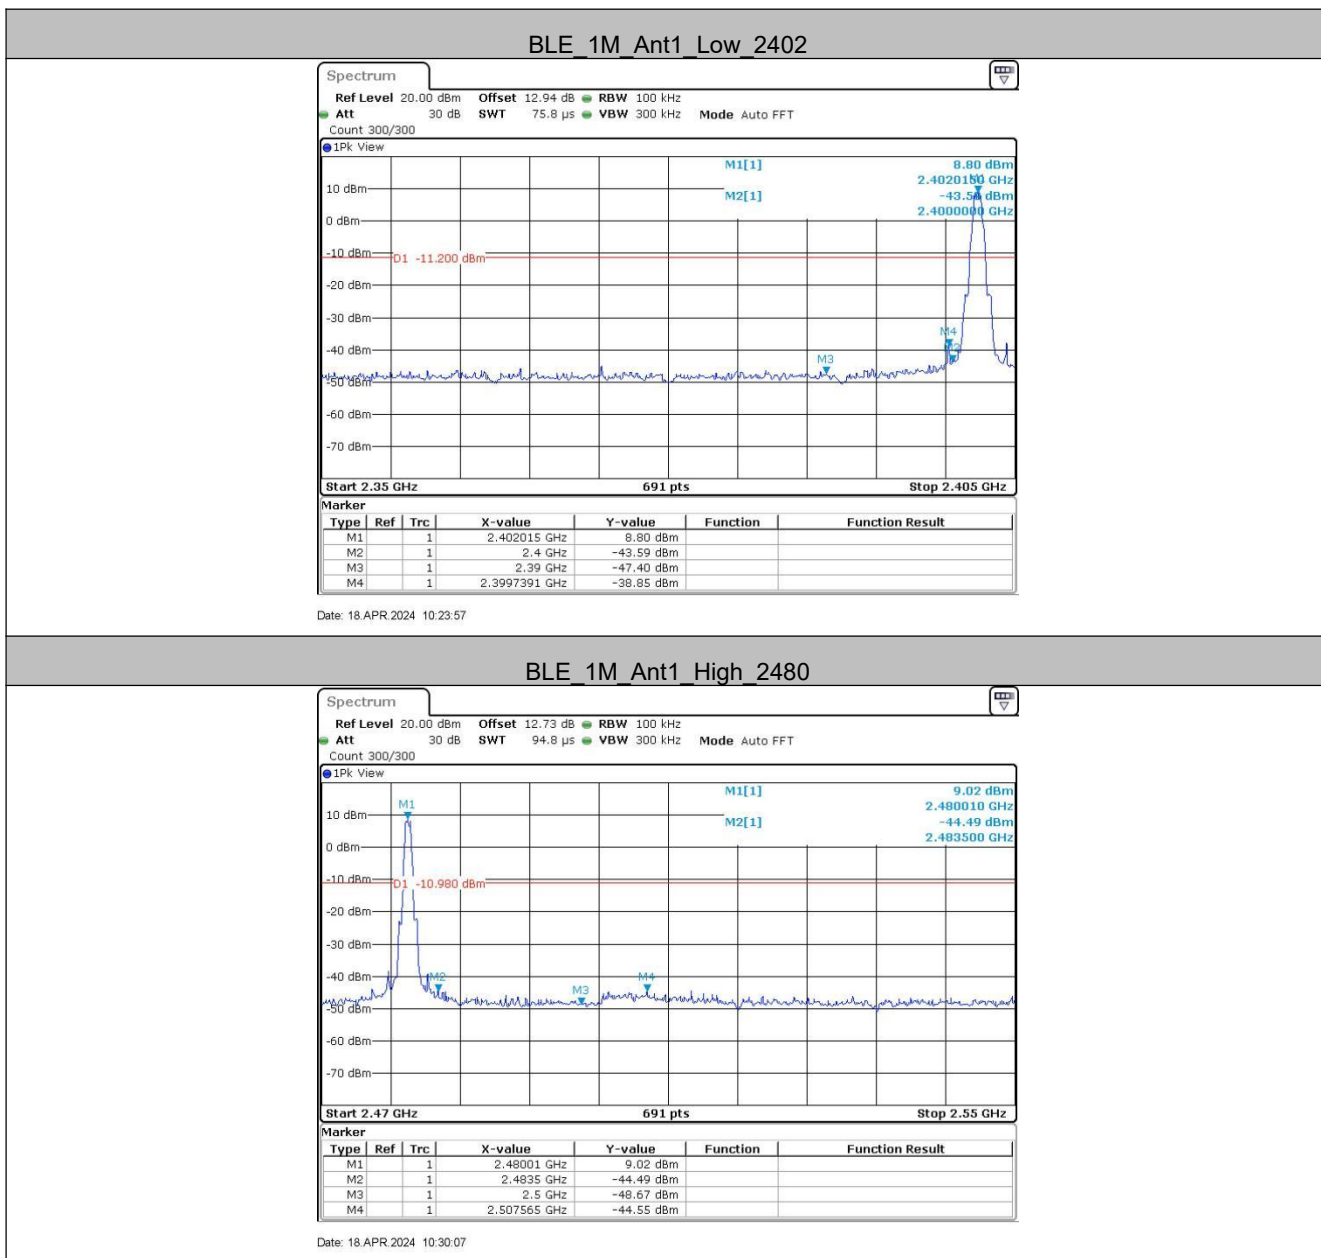 BLE_1M_Ant1_Low_2402
Spectrum
Ref Level 20.00 dBm Offset 12.94 dB RBW 100 kHz
Att 30 dB SWT 75.8 µs VBW 300 kHz Mode Auto FFT
Count 300/300
1Pk View
M1[1] 8.80 dBm
2.4020150 GHz
M1
10 dBm
M2[1] -43.59 dBm
2.4000000 GHz
0 dBm
-10 dBm
D1 -11.200 dBm
-20 dBm
-30 dBm
M4
-40 dBm
M2
M3
-50 dBm
-60 dBm
-70 dBm
Start 2.35 GHz 691 pts Stop 2.405 GHz
Marker
Type Ref Trc X-value Y-value Function Function Result
M1 1 2.402015 GHz 8.80 dBm
M2 1 2.4 GHz -43.59 dBm
M3 1 2.39 GHz -47.40 dBm
M4 1 2.3997391 GHz -38.85 dBm
Date: 18.APR.2024 10:23:57
BLE_1M_Ant1_High_2480
Spectrum
Ref Level 20.00 dBm Offset 12.73 dB RBW 100 kHz
Att 30 dB SWT 94.8 µs VBW 300 kHz Mode Auto FFT
Count 300/300
1Pk View
M1[1] 9.02 dBm
2.480010 GHz
M1
10 dBm
M2[1] -44.49 dBm
2.483500 GHz
0 dBm
-10 dBm
D1 -10.980 dBm
-20 dBm
-30 dBm
-40 dBm
M2 M4
M3
-50 dBm
-60 dBm
-70 dBm
Start 2.47 GHz 691 pts Stop 2.55 GHz
Marker
Type Ref Trc X-value Y-value Function Function Result
M1 1 2.48001 GHz 9.02 dBm
M2 1 2.4835 GHz -44.49 dBm
M3 1 2.5 GHz -48.67 dBm
M4 1 2.507565 GHz -44.55 dBm
Date: 18.APR.2024 10:30:07